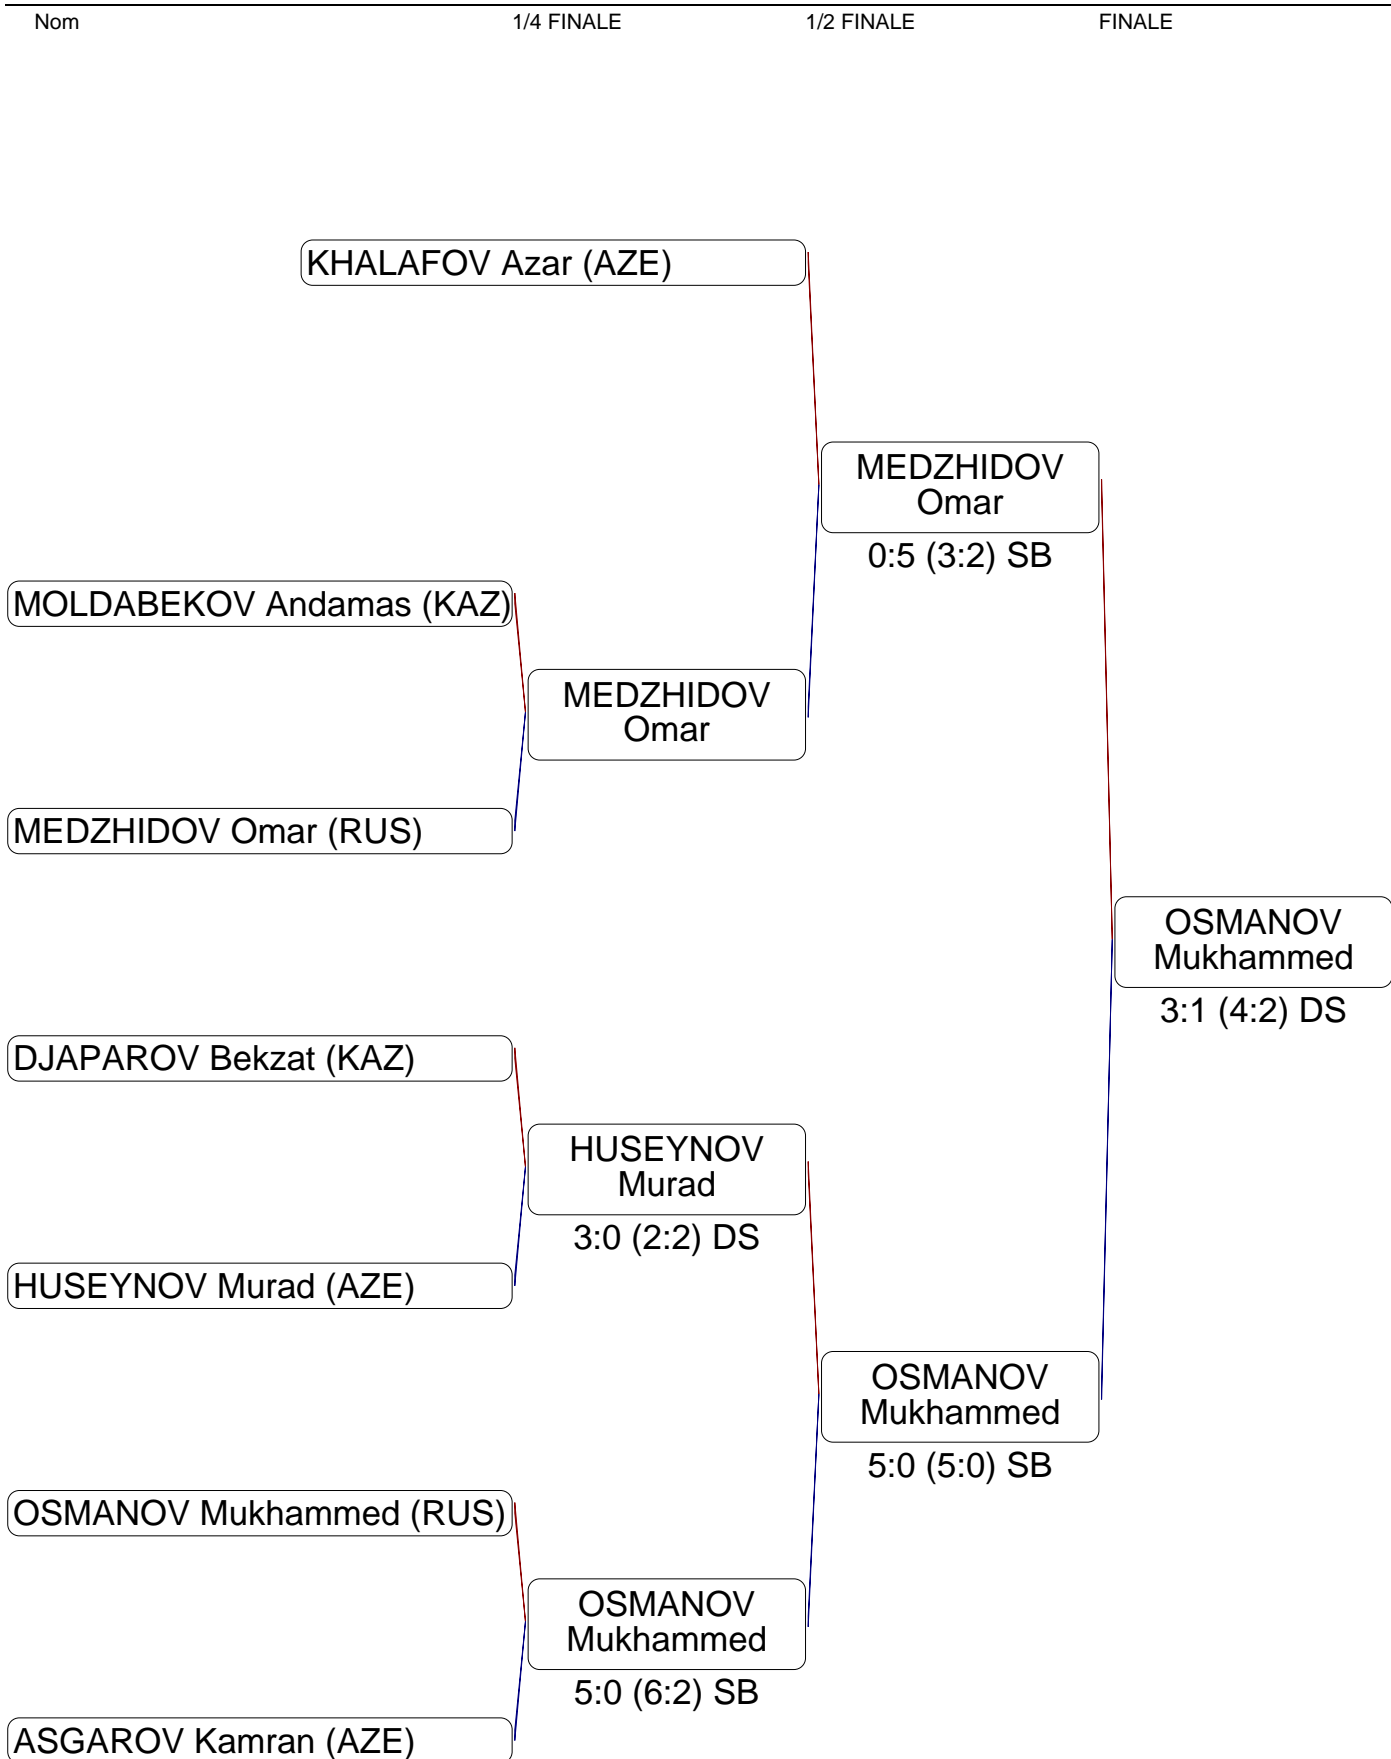 Nom 1/4 FINALE 1/2 FINALE FINALE
KHALAFOV Azar (AZE)
MEDZHIDOV
Omar
0:5 (3:2) SB
MOLDABEKOV Andamas (KAZ)
MEDZHIDOV
Omar
MEDZHIDOV Omar (RUS)
OSMANOV
Mukhammed
3:1 (4:2) DS
DJAPAROV Bekzat (KAZ)
HUSEYNOV
Murad
3:0 (2:2) DS
HUSEYNOV Murad (AZE)
OSMANOV
Mukhammed
5:0 (5:0) SB
OSMANOV Mukhammed (RUS)
OSMANOV
Mukhammed
5:0 (6:2) SB
ASGAROV Kamran (AZE)